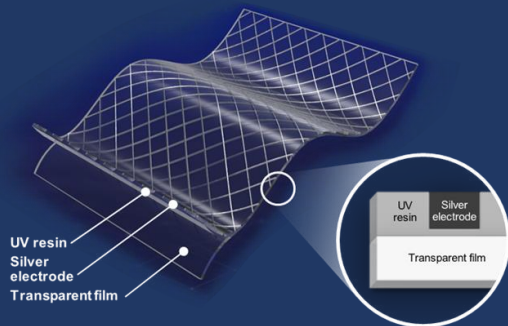 UV resin
Silver
electrode
Transparent film
UV
resin
Silver
electrode
Transparent film